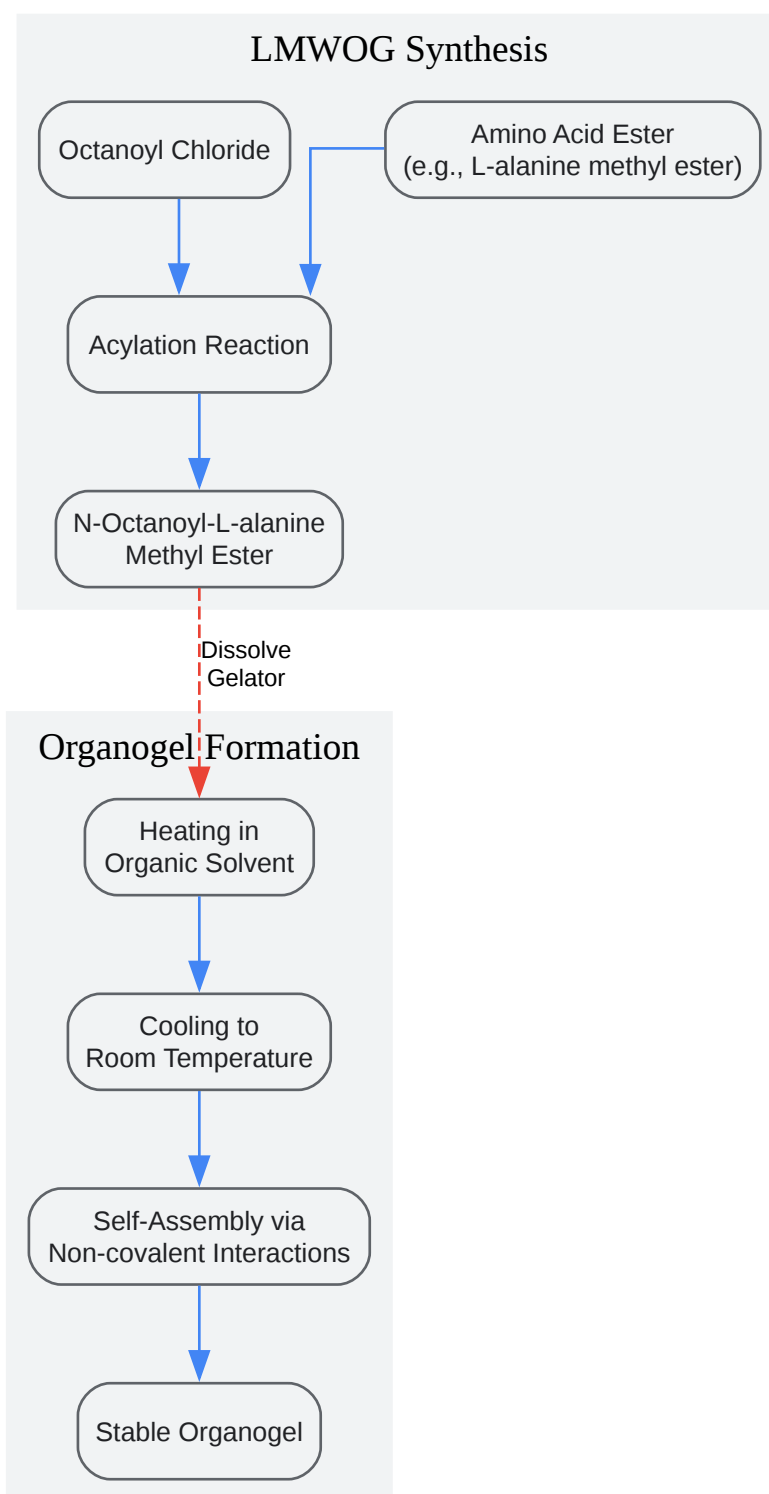 LMWOG Synthesis
Octanoyl Chloride
Amino Acid Ester
(e.g., L-alanine methyl ester)
Acylation Reaction
N-Octanoyl-L-alanine
Methyl Ester
Dissolve
Gelator
Organogel Formation
Heating in
Organic Solvent
Cooling to
Room Temperature
Self-Assembly via
Non-covalent Interactions
Stable Organogel